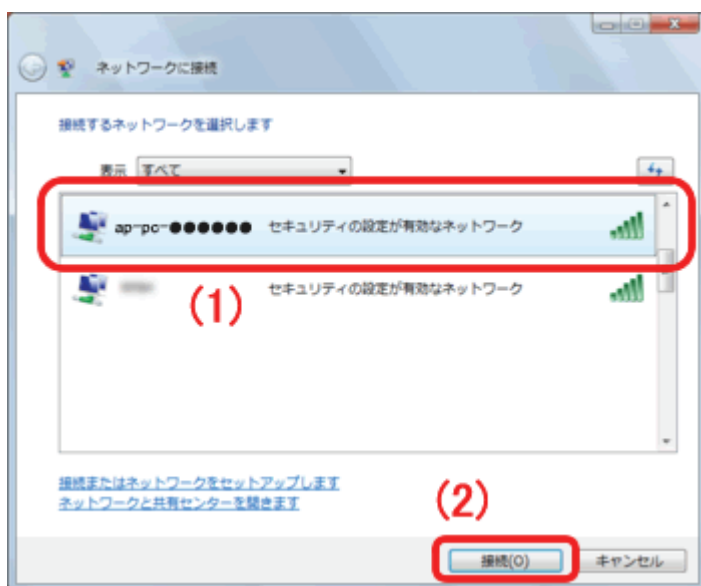 ネットワークに接続
接続するネットワークを選択します
表示 すべて
ap-pc-●●●●●● セキュリティの設定が有効なネットワーク
セキュリティの設定が有効なネットワーク
(1)
接続またはネットワークをセットアップします
ネットワークと共有センターを開きます
(2)
接続(O) キャンセル